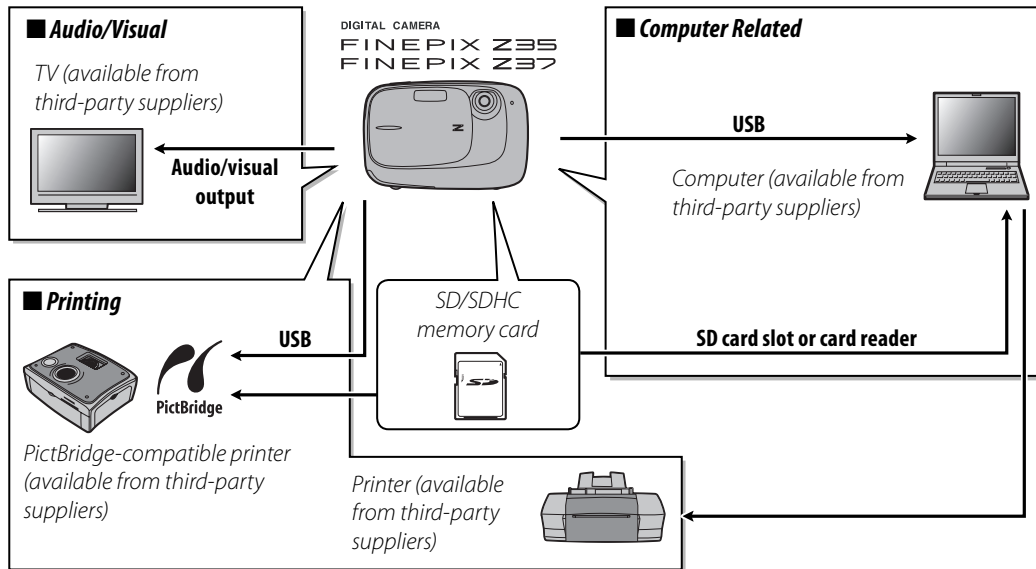 ■ Audio/Visual
TV (available from
third-party suppliers)
Audio/visual
output
DIGITAL CAMERA
FINEPIX Z35
FINEPIX Z37
■ Computer Related
USB
Computer (available from
third-party suppliers)
SD card slot or card reader
SD/SDHC
memory card
SD
■ Printing
USB
PictBridge
PictBridge-compatible printer
(available from third-party
suppliers)
Printer (available
from third-party
suppliers)